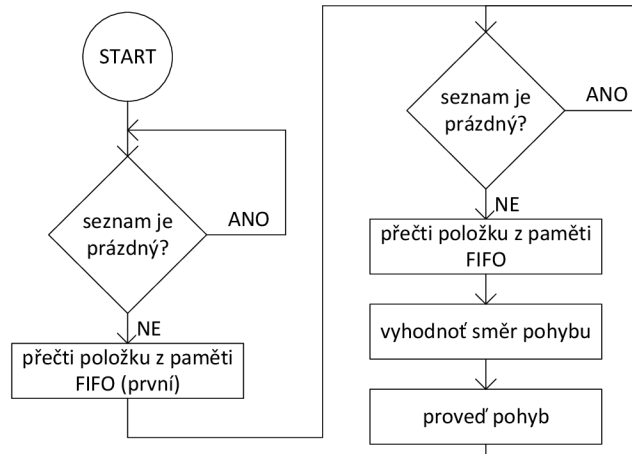 START
seznam je
prázdný?
ANO
NE
přečti položku z paměti
FIFO (první)
seznam je
prázdný?
ANO
NE
přečti položku z paměti
FIFO
vyhodnoť směr pohybu
proveď pohyb